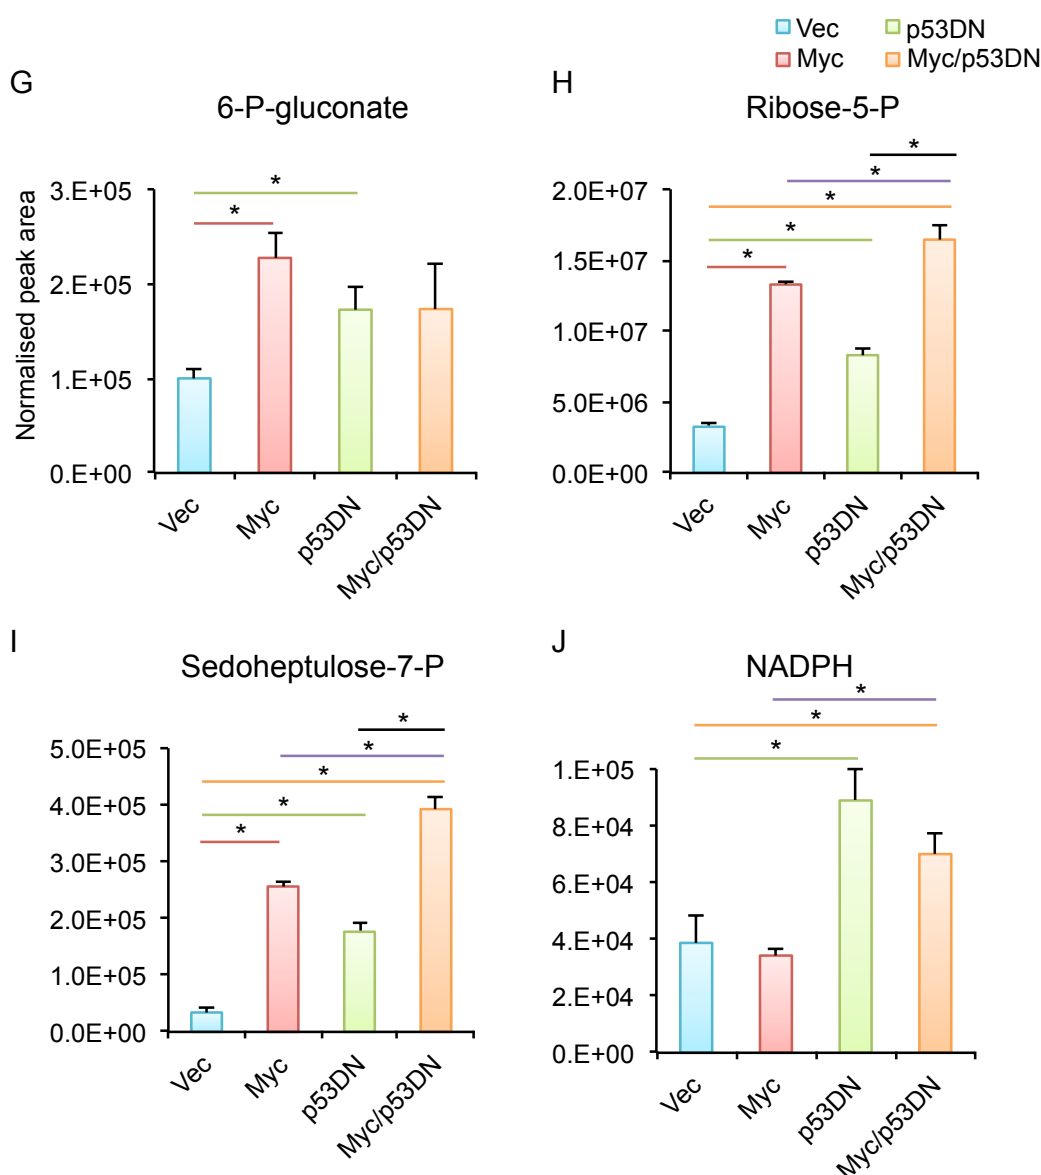 Vec
p53DN
Myc
Myc/p53DN
G
6-P-gluconate
Normalised peak area
3.E+05
2.E+05
1.E+05
0.E+00
*
*
Vec
Myc
p53DN
Myc/p53DN
H
Ribose-5-P
2.0E+07
1.5E+07
1.0E+07
5.0E+06
0.0E+00
*
*
*
*
*
Vec
Myc
p53DN
Myc/p53DN
I
Sedoheptulose-7-P
5.0E+05
4.0E+05
3.0E+05
2.0E+05
1.0E+05
0.0E+00
*
*
*
*
*
Vec
Myc
p53DN
Myc/p53DN
J
NADPH
1.E+05
8.E+04
6.E+04
4.E+04
2.E+04
0.E+00
*
*
*
Vec
Myc
p53DN
Myc/p53DN